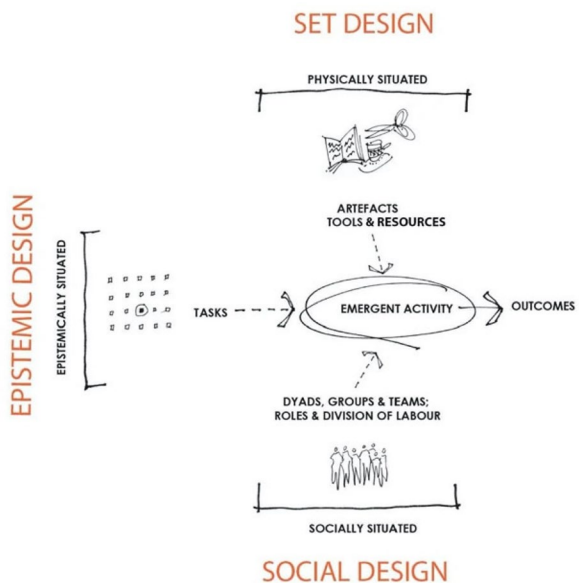 SET DESIGN
PHYSICALLY SITUATED
ARTEFACTS
TOOLS & RESOURCES
EPISTEMIC DESIGN
EPISTEMICALLY SITUATED
TASKS
EMERGENT ACTIVITY
OUTCOMES
DYADS, GROUPS & TEAMS;
ROLES & DIVISION OF LABOUR
SOCIALLY SITUATED
SOCIAL DESIGN